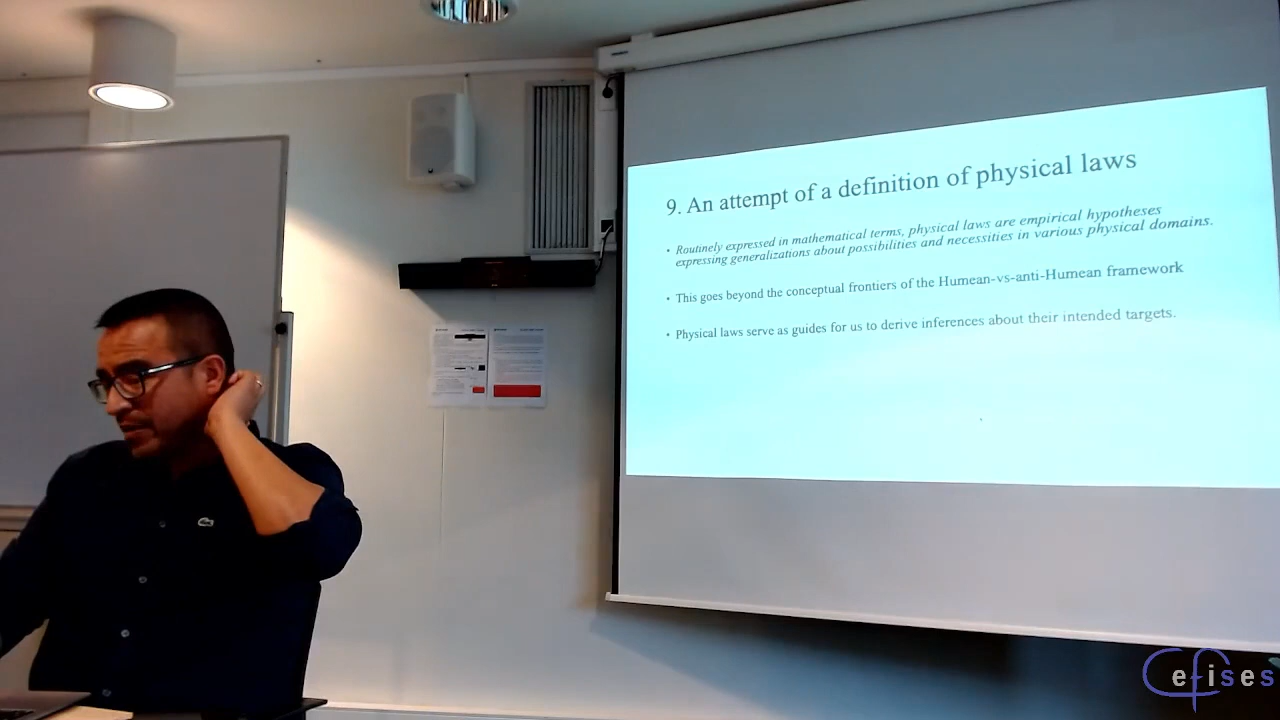 9. An attempt of a definition of physical laws
• Routinely expressed in mathematical terms, physical laws are empirical hypotheses
expressing generalizations about possibilities and necessities in various physical domains.
• This goes beyond the conceptual frontiers of the Humean-vs-anti-Humean framework
• Physical laws serve as guides for us to derive inferences about their intended targets.
Cefises